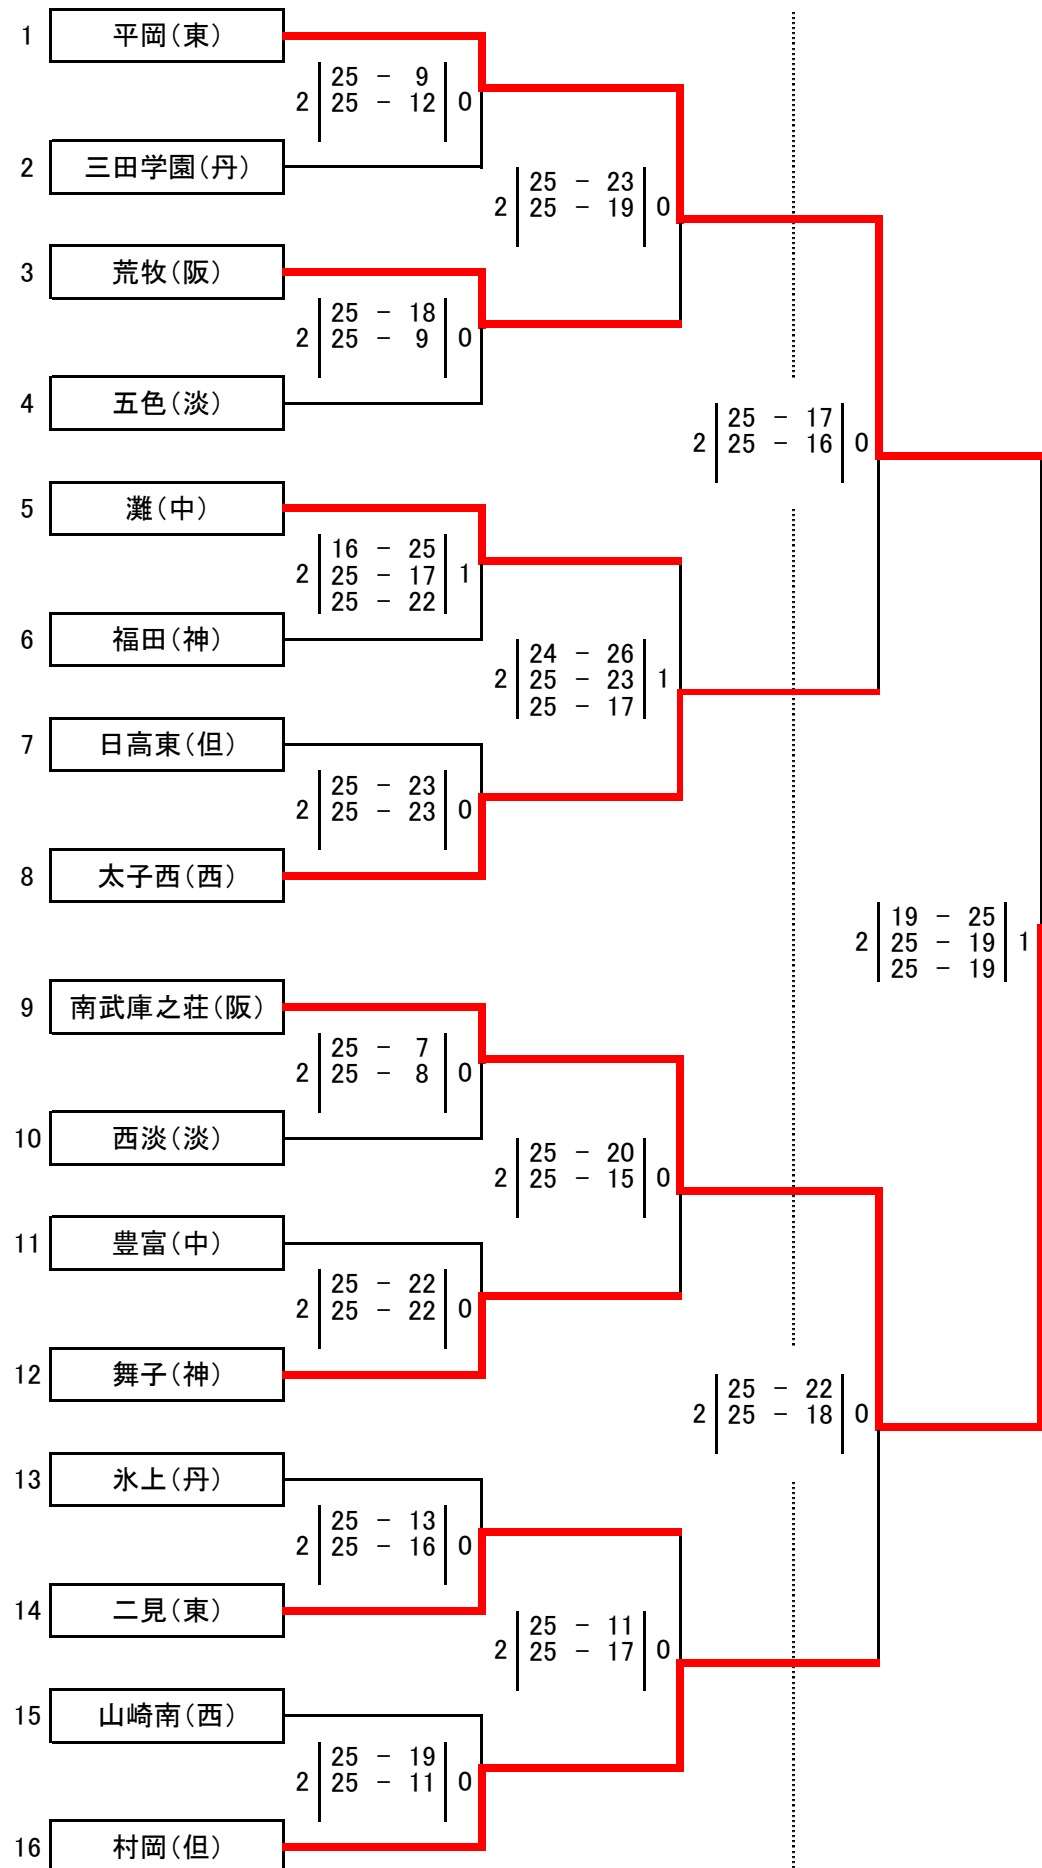 1 平岡(東)
25 - 9
2 25 - 12 0
2 三田学園(丹)
25 - 23
2 25 - 19 0
3 荒牧(阪)
25 - 18
2 25 - 9 0
4 五色(淡)
25 - 17
2 25 - 16 0
5 灘(中)
16 - 25
2 25 - 17 1
25 - 22
6 福田(神)
24 - 26
2 25 - 23 1
25 - 17
7 日高東(但)
25 - 23
2 25 - 23 0
8 太子西(西)
19 - 25
2 25 - 19 1
25 - 19
9 南武庫之荘(阪)
25 - 7
2 25 - 8 0
10 西淡(淡)
25 - 20
2 25 - 15 0
11 豊富(中)
25 - 22
2 25 - 22 0
12 舞子(神)
25 - 22
2 25 - 18 0
13 氷上(丹)
25 - 13
2 25 - 16 0
14 二見(東)
25 - 11
2 25 - 17 0
15 山崎南(西)
25 - 19
2 25 - 11 0
16 村岡(但)